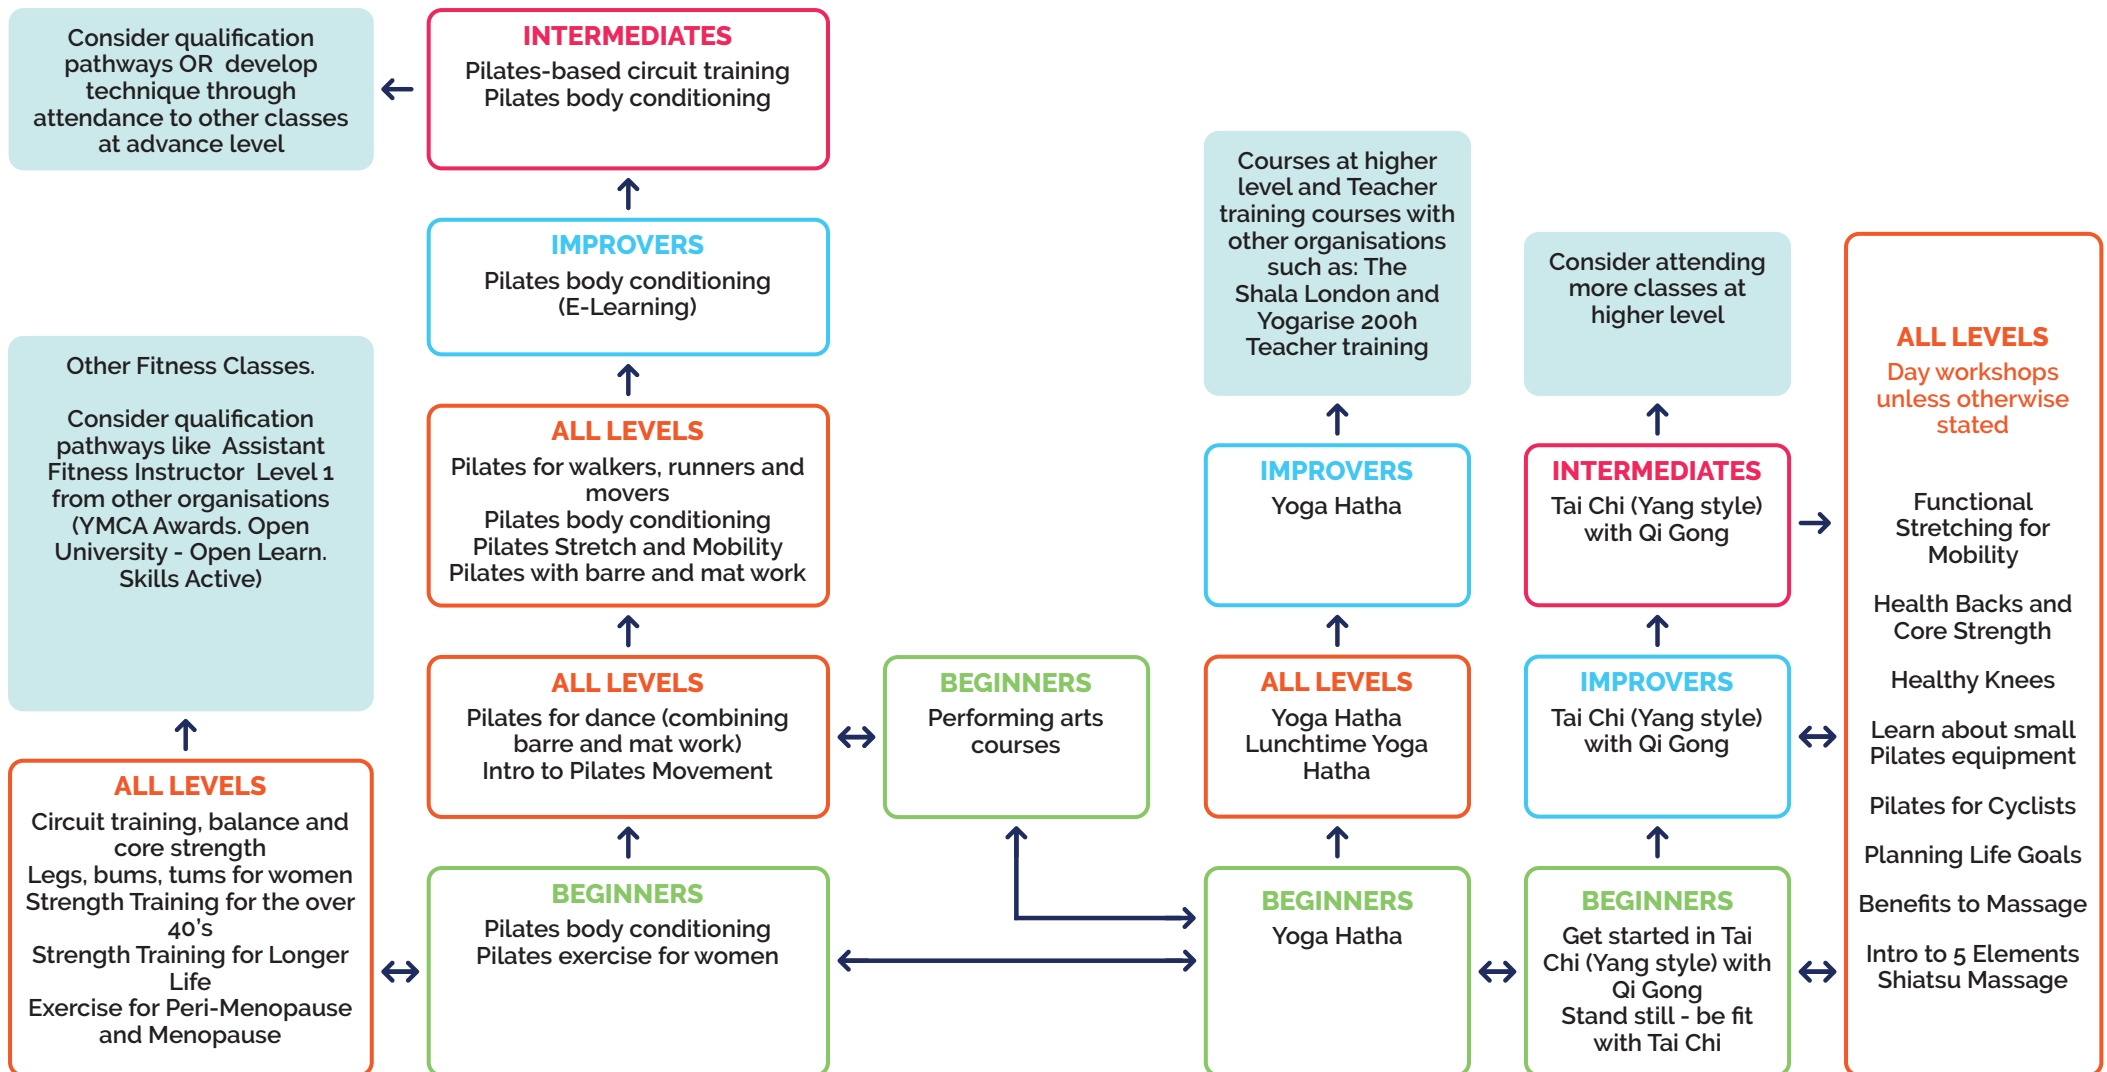 Consider qualification
pathways OR  develop
technique through
attendance to other classes
at advance level
INTERMEDIATES
Pilates-based circuit training
Pilates body conditioning
IMPROVERS
Pilates body conditioning
(E-Learning)
Other Fitness Classes.
Consider qualification
pathways like  Assistant
Fitness Instructor  Level 1
from other organisations
(YMCA Awards. Open
University - Open Learn.
Skills Active)
ALL LEVELS
Pilates for walkers, runners and
movers
Pilates body conditioning
Pilates Stretch and Mobility
Pilates with barre and mat work
ALL LEVELS
Pilates for dance (combining
barre and mat work)
Intro to Pilates Movement
BEGINNERS
Performing arts
courses
ALL LEVELS
Circuit training, balance and
core strength
Legs, bums, tums for women
Strength Training for the over
40's
Strength Training for Longer
Life
Exercise for Peri-Menopause
and Menopause
BEGINNERS
Pilates body conditioning
Pilates exercise for women
Courses at higher
level and Teacher
training courses with
other organisations
such as: The
Shala London and
Yogarise 200h
Teacher training
IMPROVERS
Yoga Hatha
ALL LEVELS
Yoga Hatha
Lunchtime Yoga
Hatha
BEGINNERS
Yoga Hatha
Consider attending
more classes at
higher level
INTERMEDIATES
Tai Chi (Yang style)
with Qi Gong
IMPROVERS
Tai Chi (Yang style)
with Qi Gong
BEGINNERS
Get started in Tai
Chi (Yang style) with
Qi Gong
Stand still - be fit
with Tai Chi
ALL LEVELS
Day workshops
unless otherwise
stated
Functional
Stretching for
Mobility
Health Backs and
Core Strength
Healthy Knees
Learn about small
Pilates equipment
Pilates for Cyclists
Planning Life Goals
Benefits to Massage
Intro to 5 Elements
Shiatsu Massage